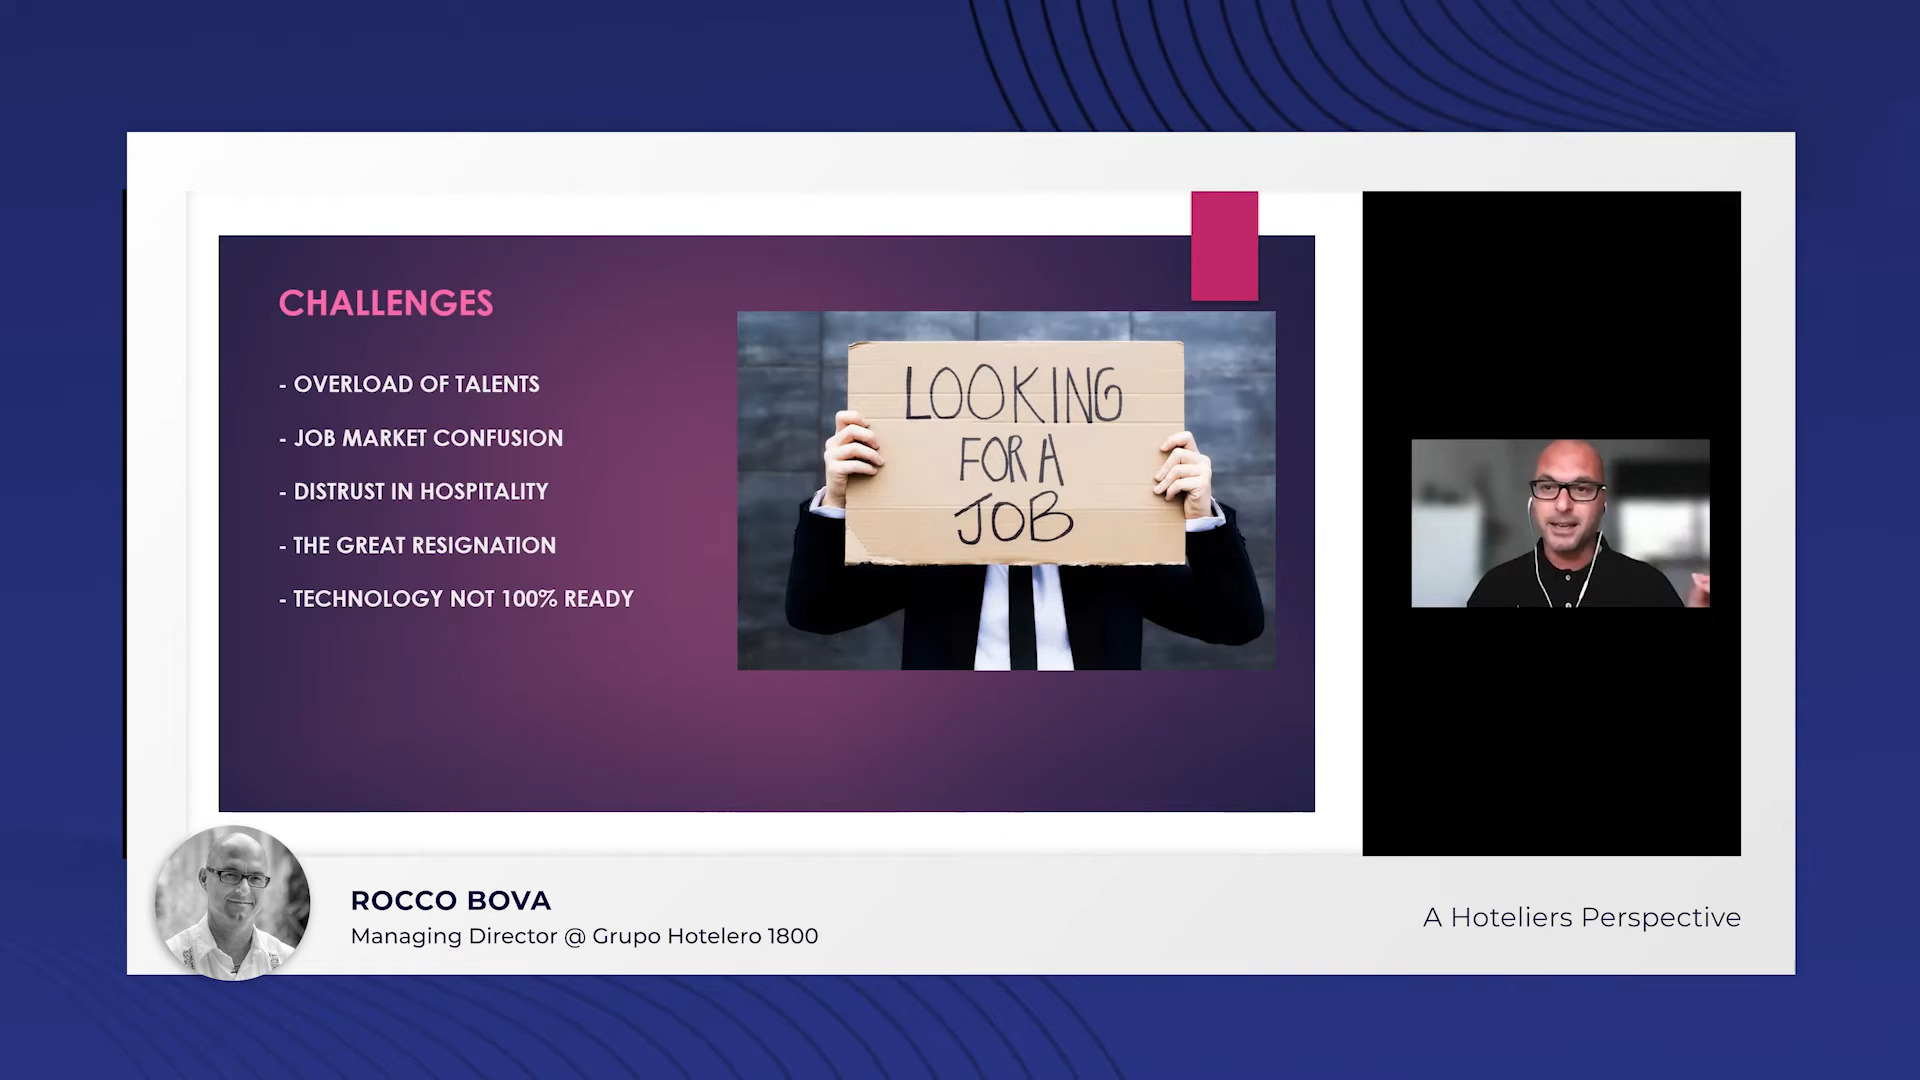 CHALLENGES
- OVERLOAD OF TALENTS
- JOB MARKET CONFUSION
- DISTRUST IN HOSPITALITY
- THE GREAT RESIGNATION
- TECHNOLOGY NOT 100% READY
LOOKING
FOR A
JOB
ROCCO BOVA
Managing Director @ Grupo Hotelero 1800
A Hoteliers Perspective